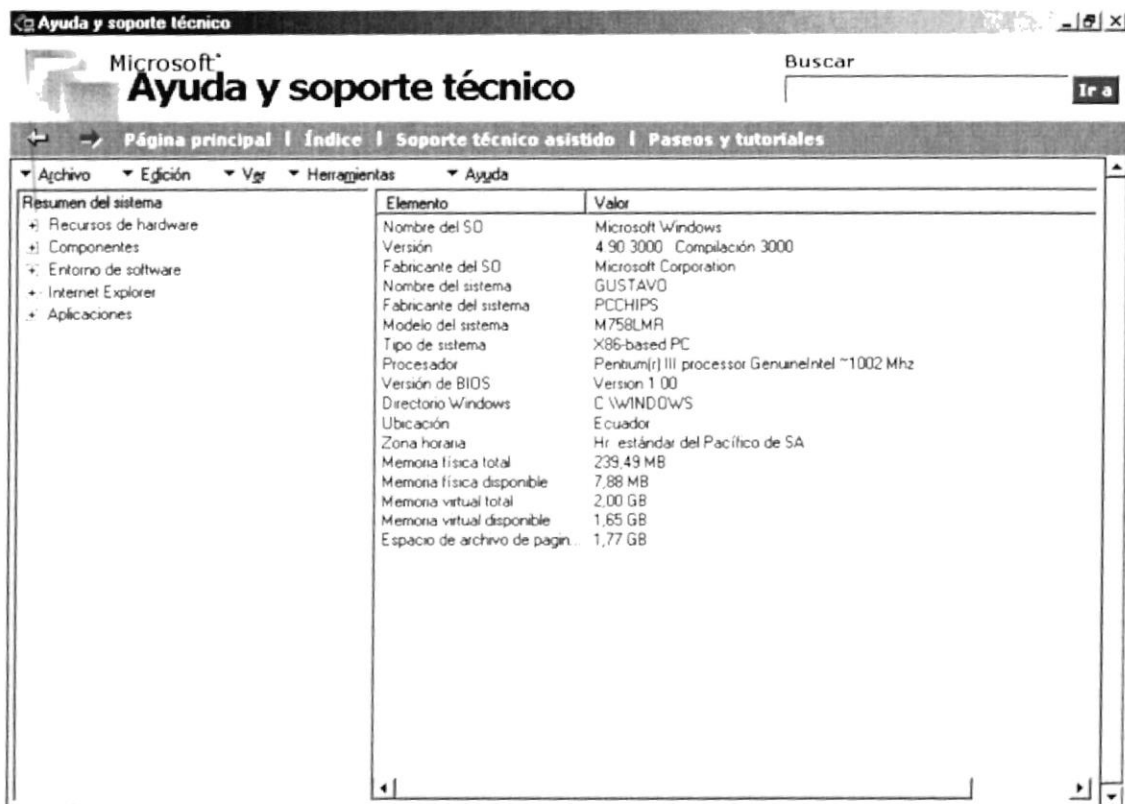 Ayuda y soporte técnico
Microsoft
Ayuda y soporte técnico
Buscar
Ir a
Página principal | Índice | Soporte técnico asistido | Paseos y tutoriales
Archivo Edición Ver Herramientas Ayuda
Resumen del sistema
Recursos de hardware
Componentes
Entorno de software
Internet Explorer
Aplicaciones
Elemento Valor
Nombre del SO Microsoft Windows
Versión 4.90.3000 Compilación 3000
Fabricante del SO Microsoft Corporation
Nombre del sistema GUSTAVO
Fabricante del sistema PCCHIPS
Modelo del sistema M758LMR
Tipo de sistema X86-based PC
Procesador Pentium(r) III processor GenuineIntel ~1002 Mhz
Versión de BIOS Version 1.00
Directorio Windows C:\WINDOWS
Ubicación Ecuador
Zona horaria Hr. estándar del Pacífico de SA
Memoria física total 239,49 MB
Memoria física disponible 7,88 MB
Memoria virtual total 2,00 GB
Memoria virtual disponible 1,65 GB
Espacio de archivo de pagin... 1,77 GB